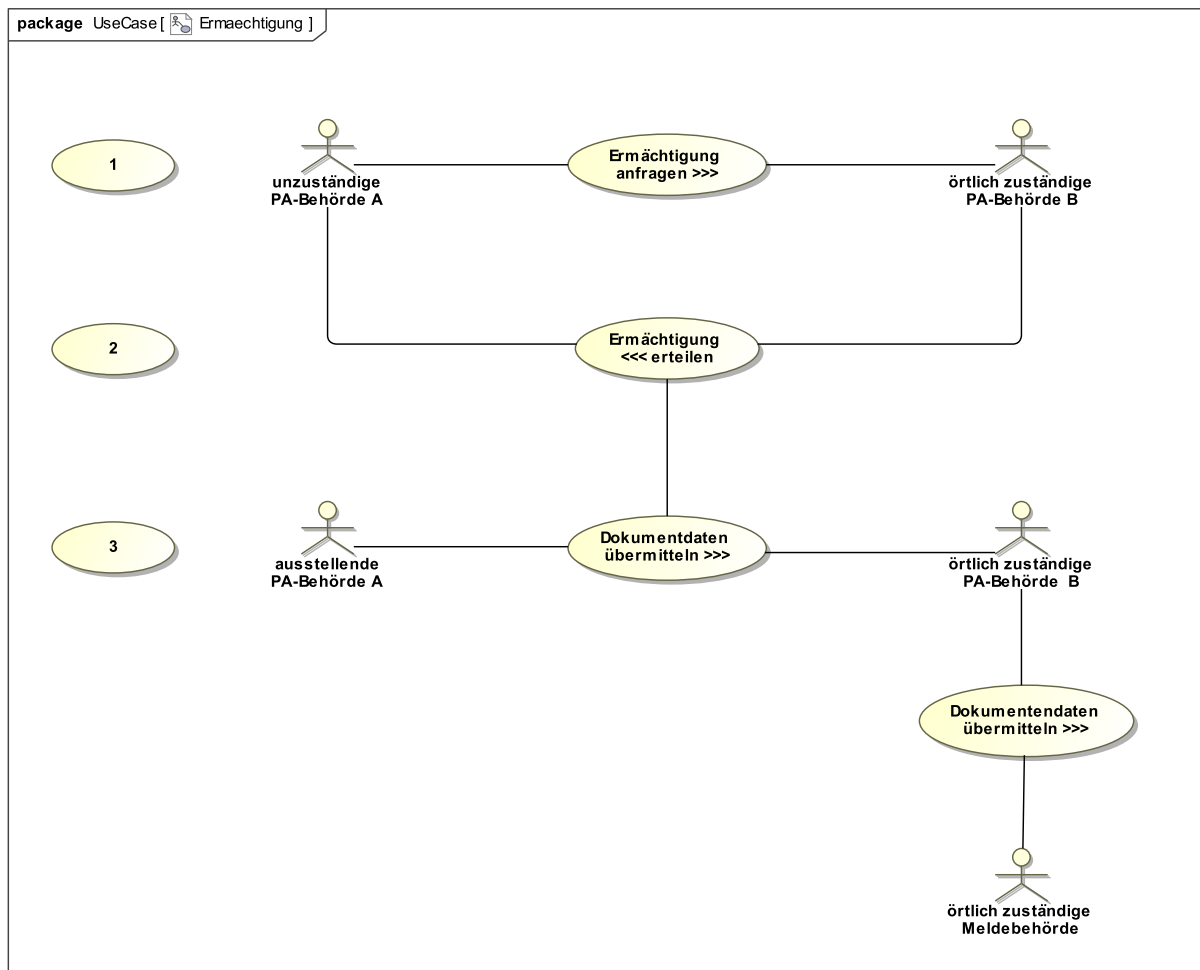 package UseCase [ Ermaechtigung ]
1
unzuständige
PA-Behörde A
Ermächtigung
anfragen >>>
örtlich zuständige
PA-Behörde B
2
Ermächtigung
<<< erteilen
3
ausstellende
PA-Behörde A
Dokumentdaten
übermitteln >>>
örtlich zuständige
PA-Behörde B
Dokumentendaten
übermitteln >>>
örtlich zuständige
Meldebehörde